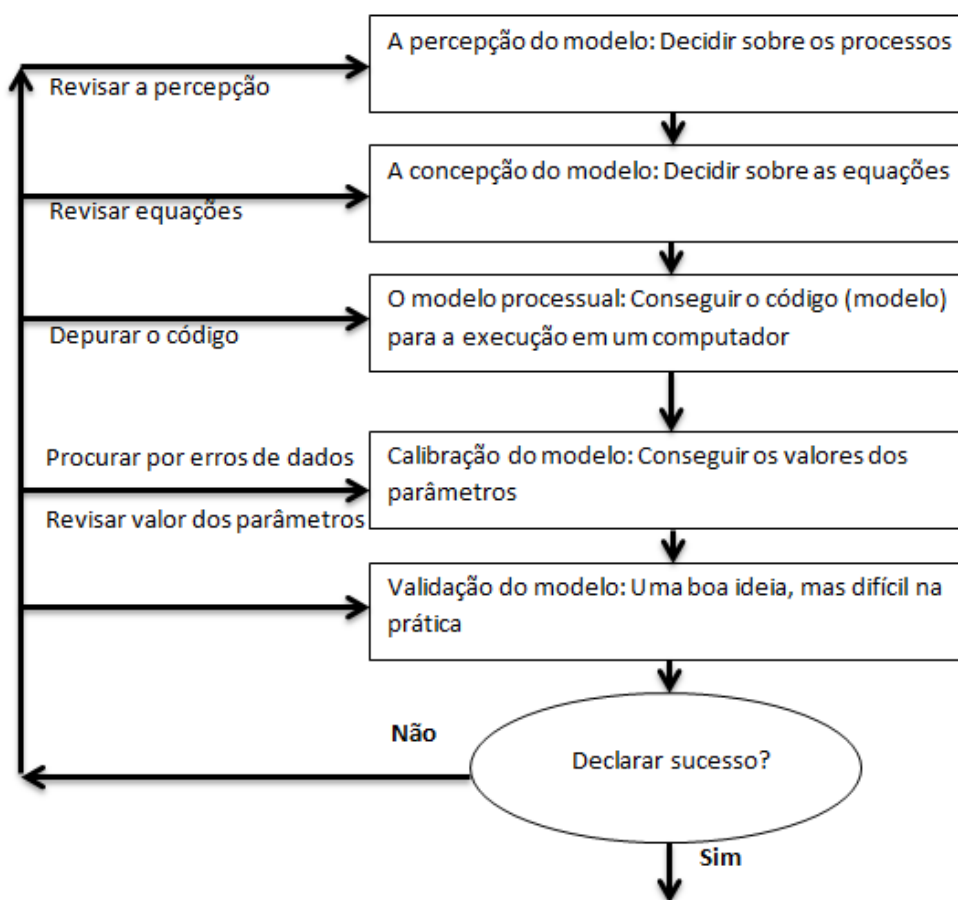 A percepção do modelo: Decidir sobre os processos
Revisar a percepção
A concepção do modelo: Decidir sobre as equações
Revisar equações
O modelo processual: Conseguir o código (modelo)
para a execução em um computador
Depurar o código
Procurar por erros de dados
Calibração do modelo: Conseguir os valores dos
parâmetros
Revisar valor dos parâmetros
Validação do modelo: Uma boa ideia, mas difícil na
prática
Não
Declarar sucesso?
Sim